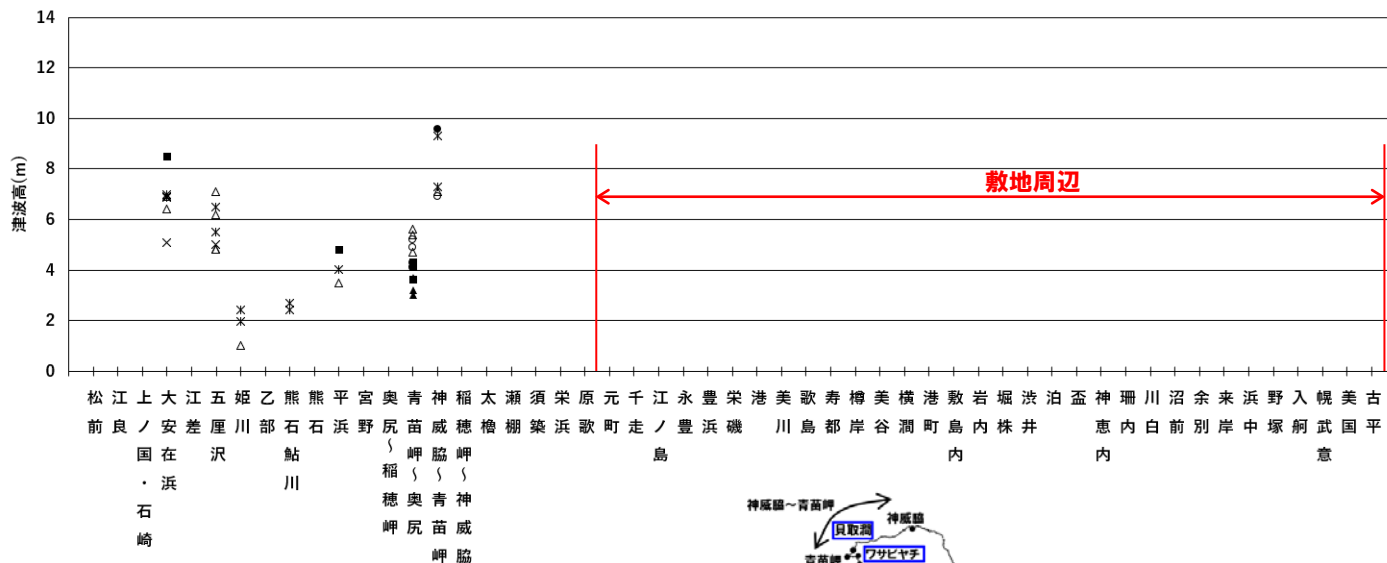 14
12
10
8
6
4
2
0
津波高(m)
敷地周辺
松前
江良
上ノ国・石崎
大安在浜
江差
五厘沢
姫川
乙部
熊石鮎川
熊石
平浜
宮野
奥尻～稲穂岬
青苗岬～奥尻
神威脇～青苗岬
稲穂岬～神威脇
太櫓
瀬棚
須築
栄浜
原歌
元町
千走
江ノ島
永豊
豊浜
栄磯
港
美川
歌島
寿都
樽岸
美谷
横澗
港町
敷島内
岩内
堀株
渋井
泊
盃
神恵内
珊内
川白
沼前
余別
来岸
浜中
野塚
入舸
幌武意
美国
古平
神威脇～青苗岬
神威脇
貝取澗
青苗岬
ワサビヤチ